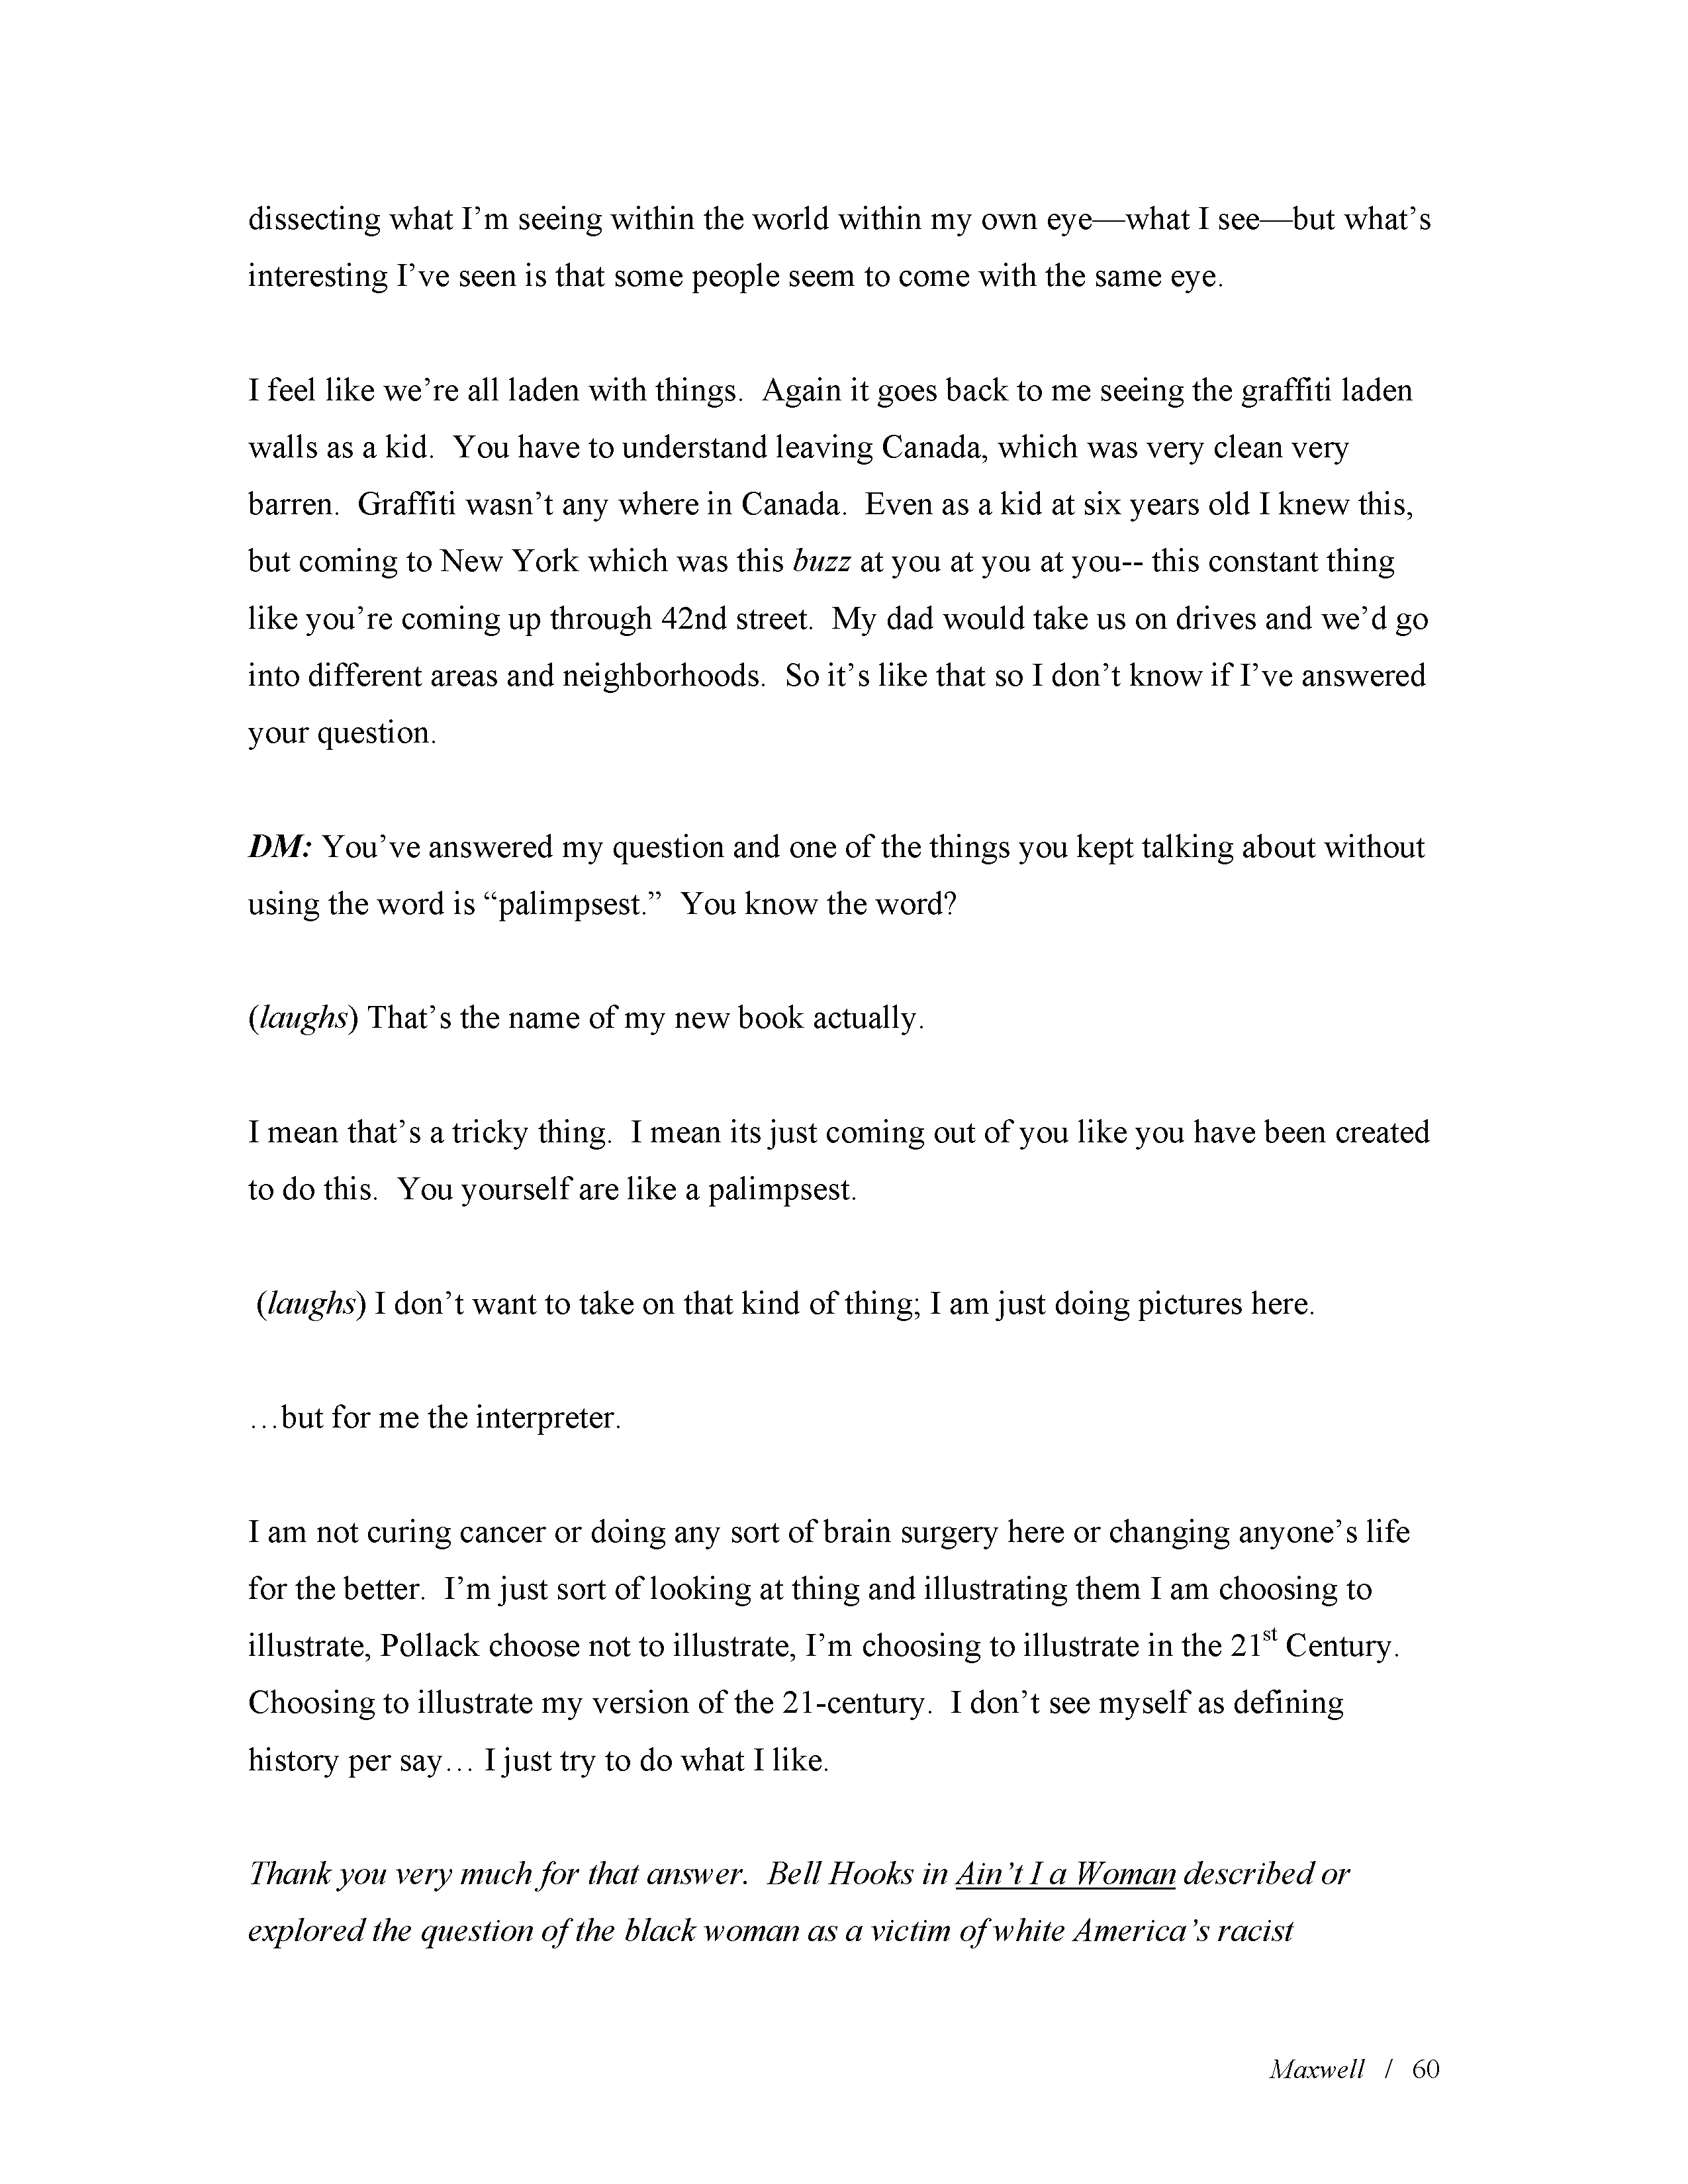 dissecting what I’m seeing within the world within my own eye—what I see—but what’s
interesting I’ve seen is that some people seem to come with the same eye.
I feel like we’re all laden with things.  Again it goes back to me seeing the graffiti laden
walls as a kid.  You have to understand leaving Canada, which was very clean very
barren.  Graffiti wasn’t any where in Canada.  Even as a kid at six years old I knew this,
but coming to New York which was this buzz at you at you at you-- this constant thing
like you’re coming up through 42nd street.  My dad would take us on drives and we’d go
into different areas and neighborhoods.  So it’s like that so I don’t know if I’ve answered
your question.
DM: You’ve answered my question and one of the things you kept talking about without
using the word is “palimpsest.”  You know the word?
(laughs) That’s the name of my new book actually.
I mean that’s a tricky thing.  I mean its just coming out of you like you have been created
to do this.  You yourself are like a palimpsest.
(laughs) I don’t want to take on that kind of thing; I am just doing pictures here.
…but for me the interpreter.
I am not curing cancer or doing any sort of brain surgery here or changing anyone’s life
for the better.  I’m just sort of looking at thing and illustrating them I am choosing to
illustrate, Pollack choose not to illustrate, I’m choosing to illustrate in the 21st Century.
Choosing to illustrate my version of the 21-century.  I don’t see myself as defining
history per say… I just try to do what I like.
Thank you very much for that answer.  Bell Hooks in Ain’t I a Woman described or
explored the question of the black woman as a victim of white America’s racist
Maxwell / 60